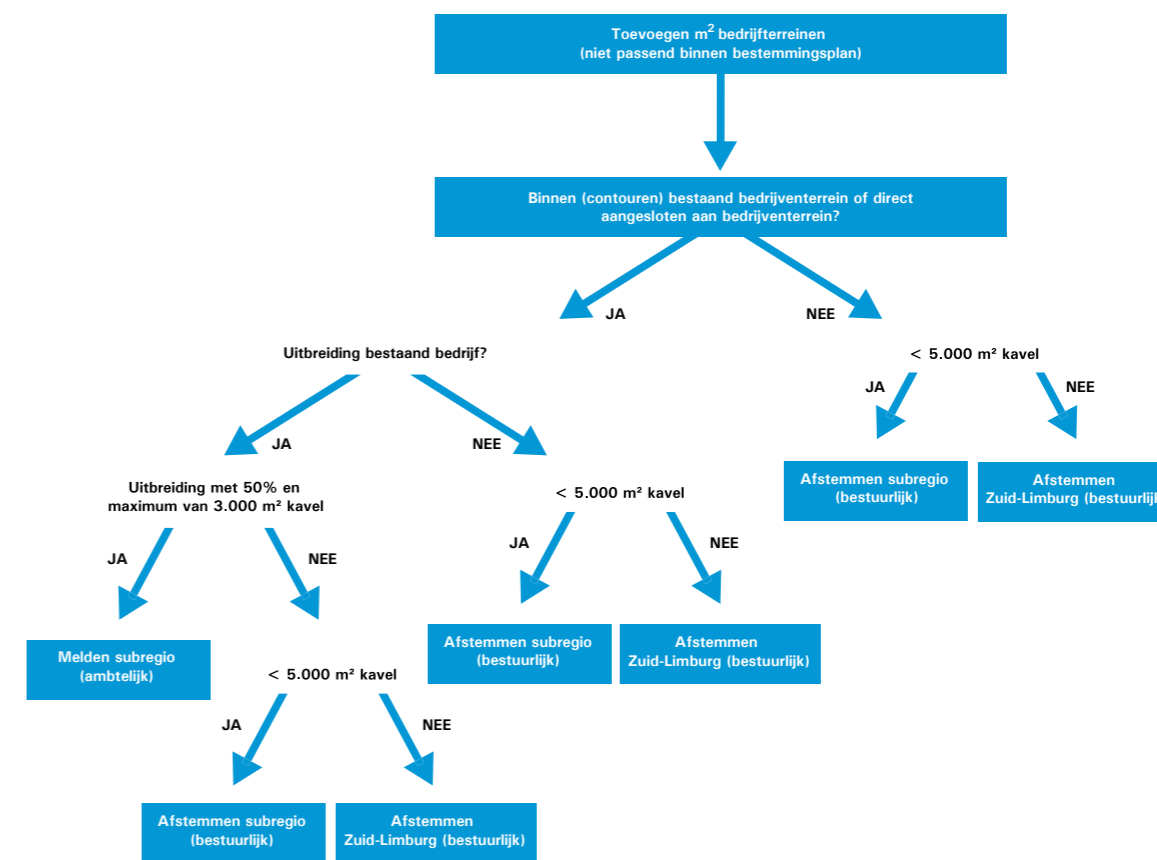 Toevoegen m² bedrijfterreinen
(niet passend binnen bestemmingsplan)
Binnen (contouren) bestaand bedrijventerrein of direct
aangesloten aan bedrijventerrein?
JA
NEE
Uitbreiding bestaand bedrijf?
< 5.000 m² kavel
JA
NEE
JA
NEE
Afstemmen subregio
(bestuurlijk)
Afstemmen
Zuid-Limburg (bestuurlijk
Uitbreiding met 50% en
maximum van 3.000 m² kavel
< 5.000 m² kavel
JA
NEE
JA
NEE
Melden subregio
(ambtelijk)
Afstemmen subregio
(bestuurlijk)
Afstemmen
Zuid-Limburg (bestuurlijk)
< 5.000 m² kavel
JA
NEE
Afstemmen subregio
(bestuurlijk)
Afstemmen
Zuid-Limburg (bestuurlijk)